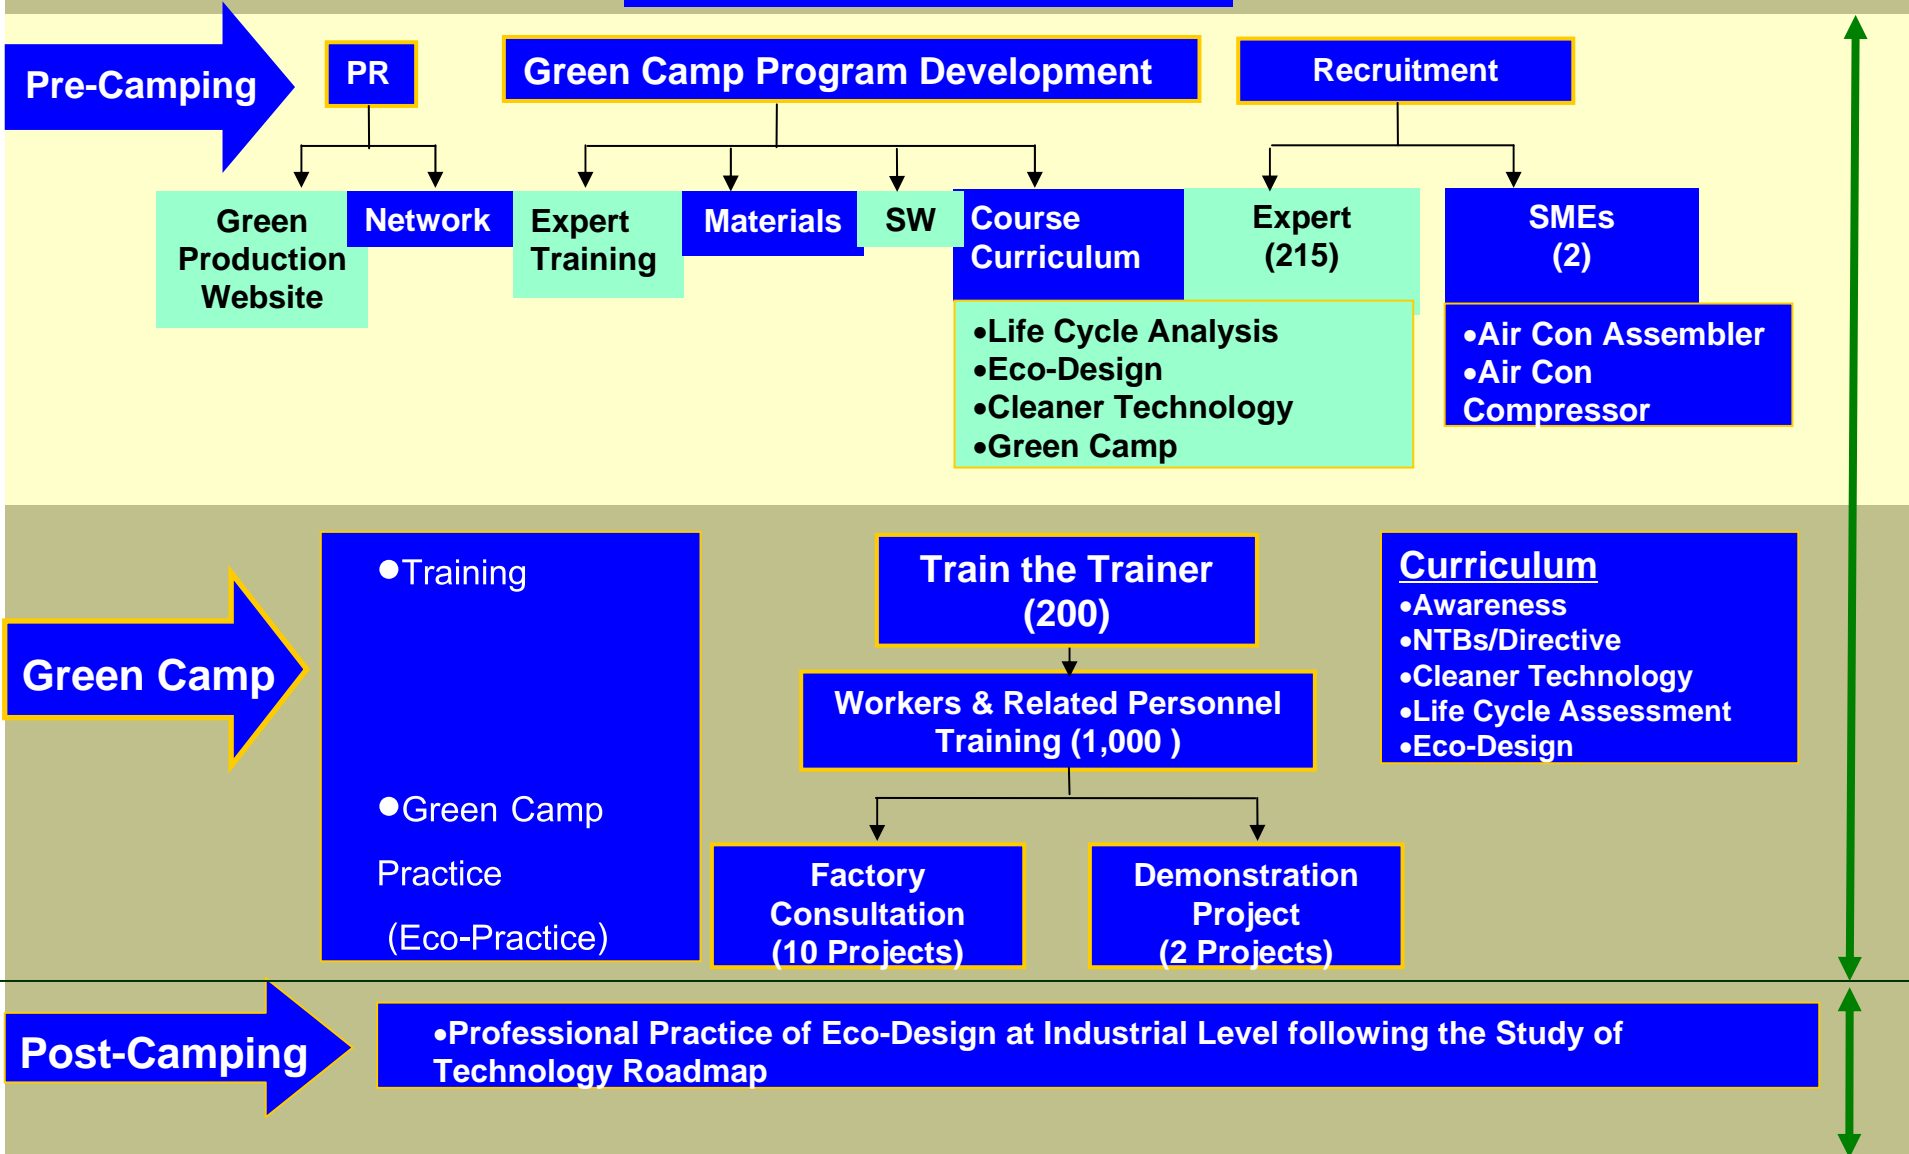 Pre-Camping
PR
Green Camp Program Development
Recruitment
Green
Production
Website
Network
Expert
Training
Materials
SW
Course
Curriculum
Expert
(215)
SMEs
(2)
•Life Cycle Analysis
•Eco-Design
•Cleaner Technology
•Green Camp
•Air Con Assembler
•Air Con
Compressor
Green Camp
●Training
●Green Camp
Practice
(Eco-Practice)
Train the Trainer
(200)
Workers & Related Personnel
Training (1,000 )
Factory
Consultation
(10 Projects)
Demonstration
Project
(2 Projects)
Curriculum
•Awareness
•NTBs/Directive
•Cleaner Technology
•Life Cycle Assessment
•Eco-Design
Post-Camping
•Professional Practice of Eco-Design at Industrial Level following the Study of
Technology Roadmap